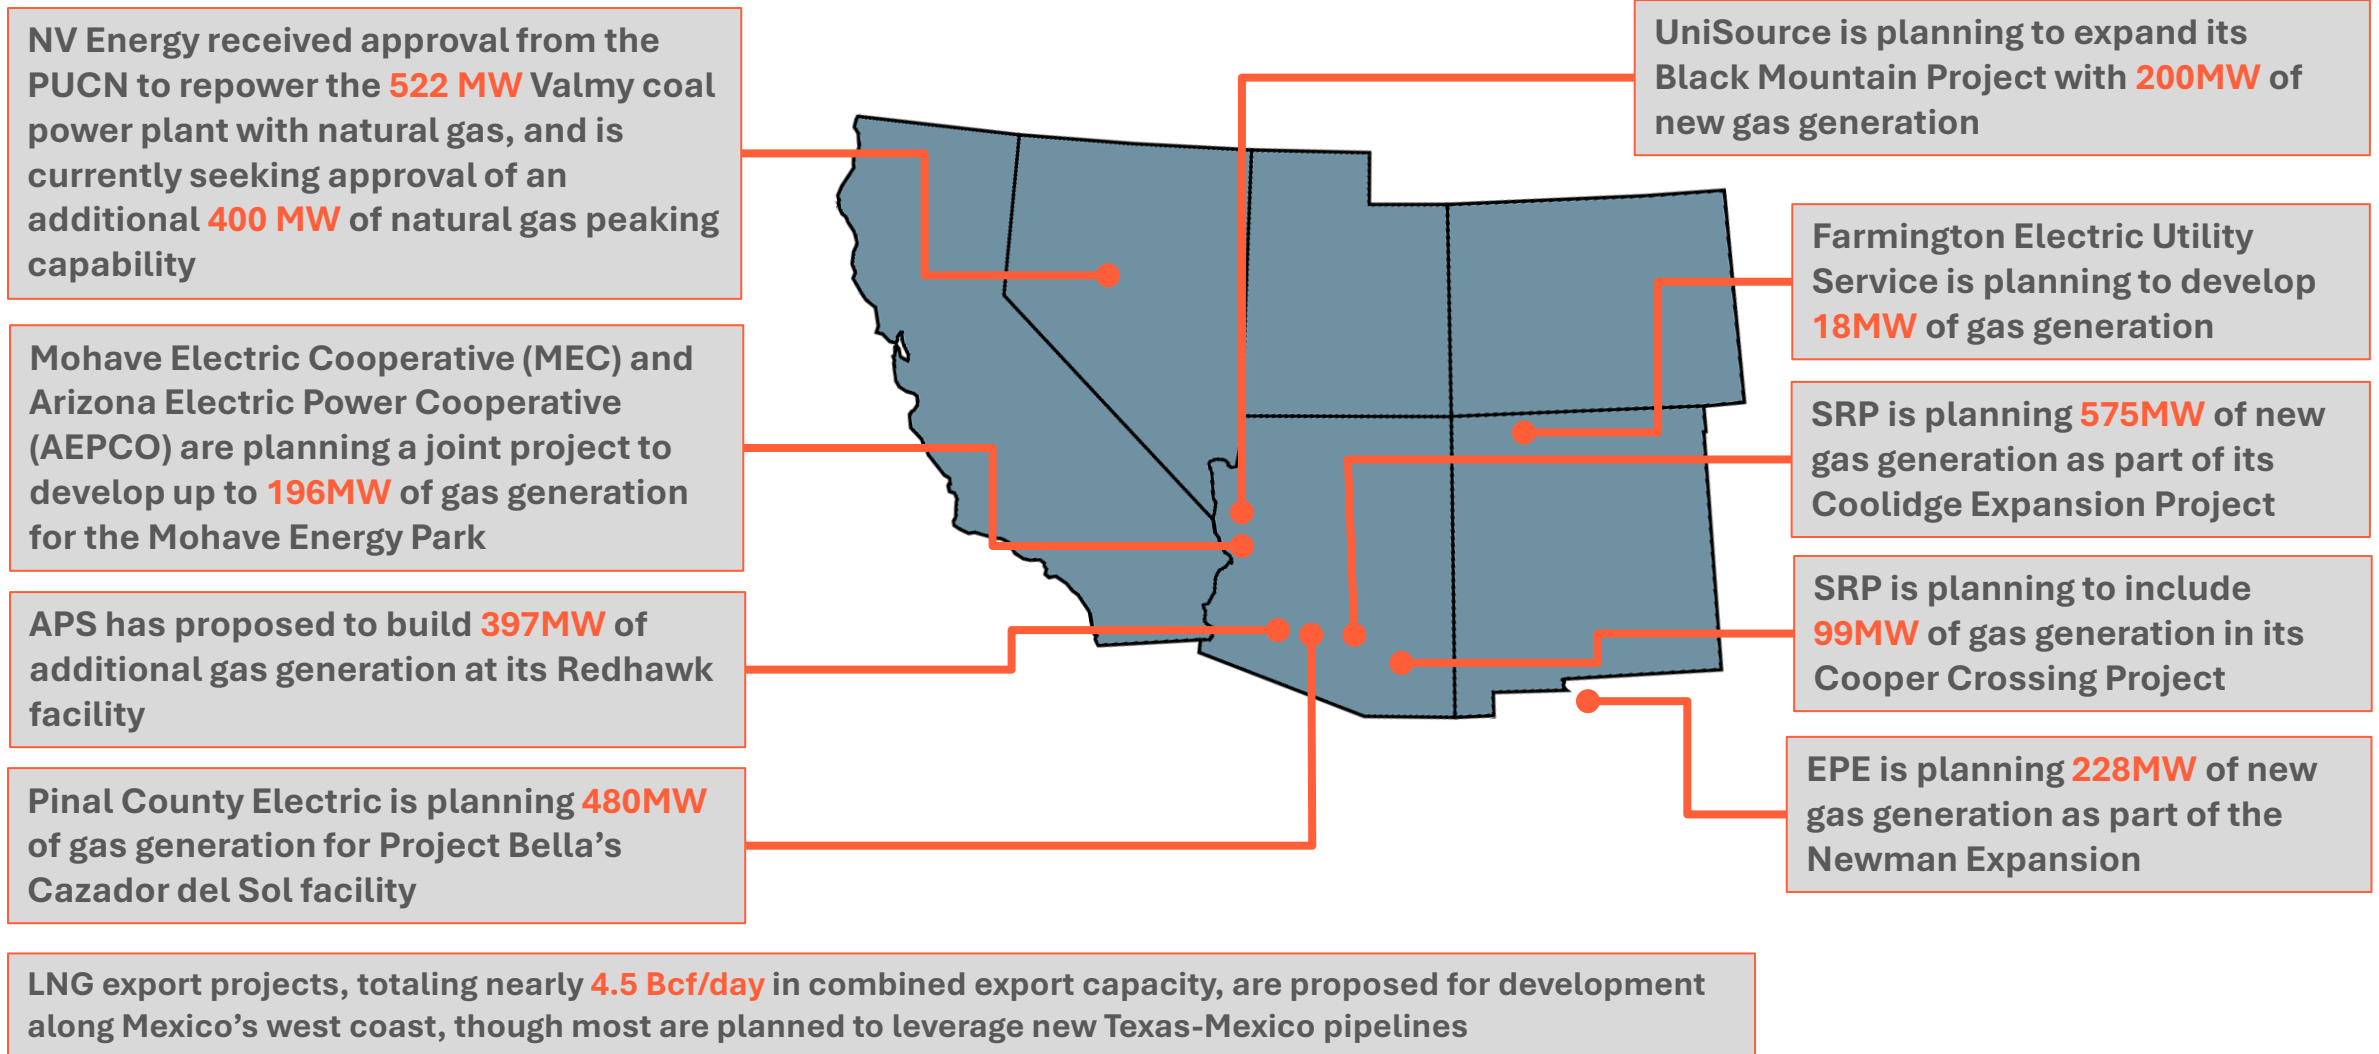 NV Energy received approval from the
PUCN to repower the 522 MW Valmy coal
power plant with natural gas, and is
currently seeking approval of an
additional 400 MW of natural gas peaking
capability
Mohave Electric Cooperative (MEC) and
Arizona Electric Power Cooperative
(AEPCO) are planning a joint project to
develop up to 196MW of gas generation
for the Mohave Energy Park
APS has proposed to build 397MW of
additional gas generation at its Redhawk
facility
Pinal County Electric is planning 480MW
of gas generation for Project Bella’s
Cazador del Sol facility
UniSource is planning to expand its
Black Mountain Project with 200MW of
new gas generation
Farmington Electric Utility
Service is planning to develop
18MW of gas generation
SRP is planning 575MW of new
gas generation as part of its
Coolidge Expansion Project
SRP is planning to include
99MW of gas generation in its
Cooper Crossing Project
EPE is planning 228MW of new
gas generation as part of the
Newman Expansion
LNG export projects, totaling nearly 4.5 Bcf/day in combined export capacity, are proposed for development
along Mexico’s west coast, though most are planned to leverage new Texas-Mexico pipelines